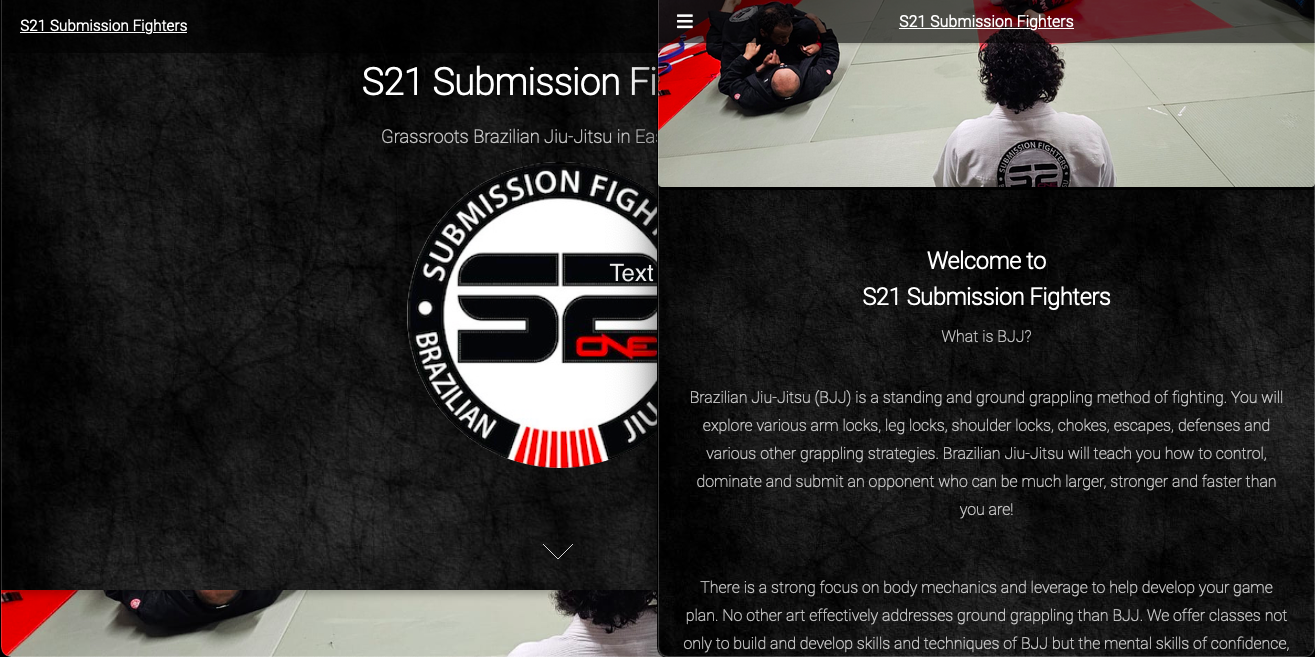 S21 Submission Fighters
S21 Submission Fi
Grassroots Brazilian Jiu-Jitsu in Eas
SUBMISSION FIGH
Text
S2
ONE
BRAZILIAN
JIU
S21 Submission Fighters
SUBMISSION FIGHTERS
S2
Welcome to
S21 Submission Fighters
What is BJJ?
Brazilian Jiu-Jitsu (BJJ) is a standing and ground grappling method of fighting. You will
explore various arm locks, leg locks, shoulder locks, chokes, escapes, defenses and
various other grappling strategies. Brazilian Jiu-Jitsu will teach you how to control,
dominate and submit an opponent who can be much larger, stronger and faster than
you are!
There is a strong focus on body mechanics and leverage to help develop your game
plan. No other art effectively addresses ground grappling than BJJ. We offer classes not
only to build and develop skills and techniques of BJJ but the mental skills of confidence,